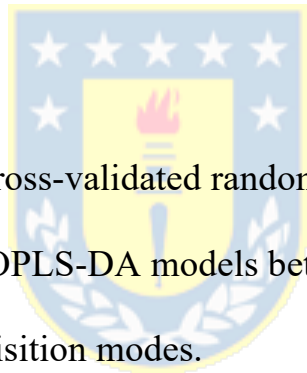 ross-validated random
OPLS-DA models bet
isition modes.